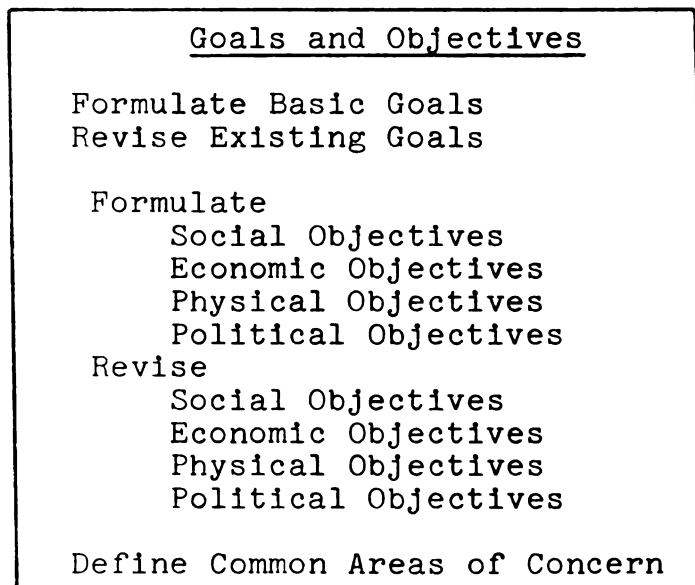 Goals and Objectives
Formulate Basic Goals
Revise Existing Goals
Formulate
Social Objectives
Economic Objectives
Physical Objectives
Political Objectives
Revise
Social Objectives
Economic Objectives
Physical Objectives
Political Objectives
Define Common Areas of Concern